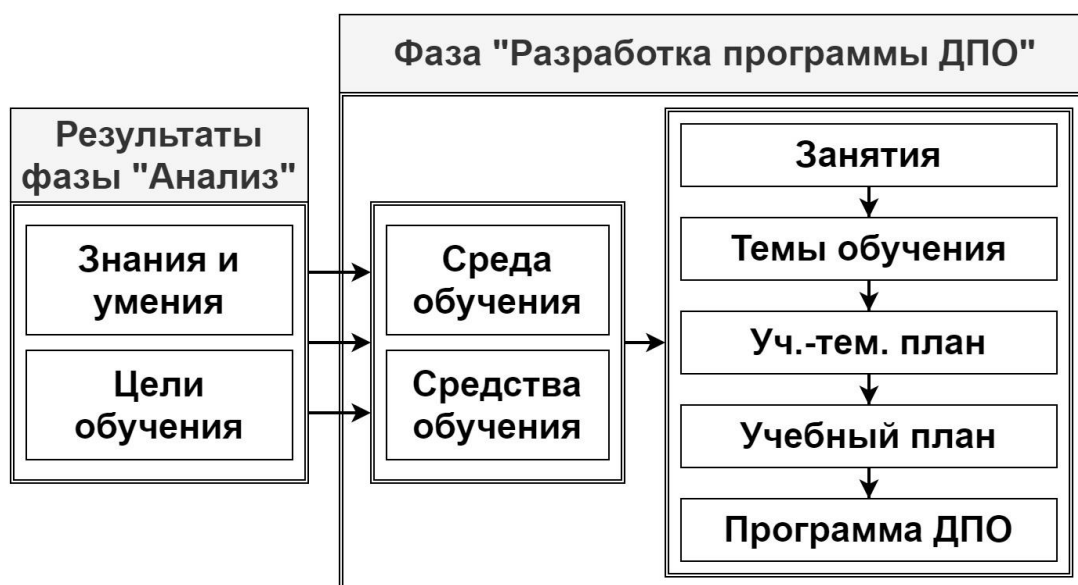 Фаза "Разработка программы ДПО"
Результаты
фазы "Анализ"
Знания и
умения
Цели
обучения
Среда
обучения
Средства
обучения
Занятия
Темы обучения
Уч.-тем. план
Учебный план
Программа ДПО